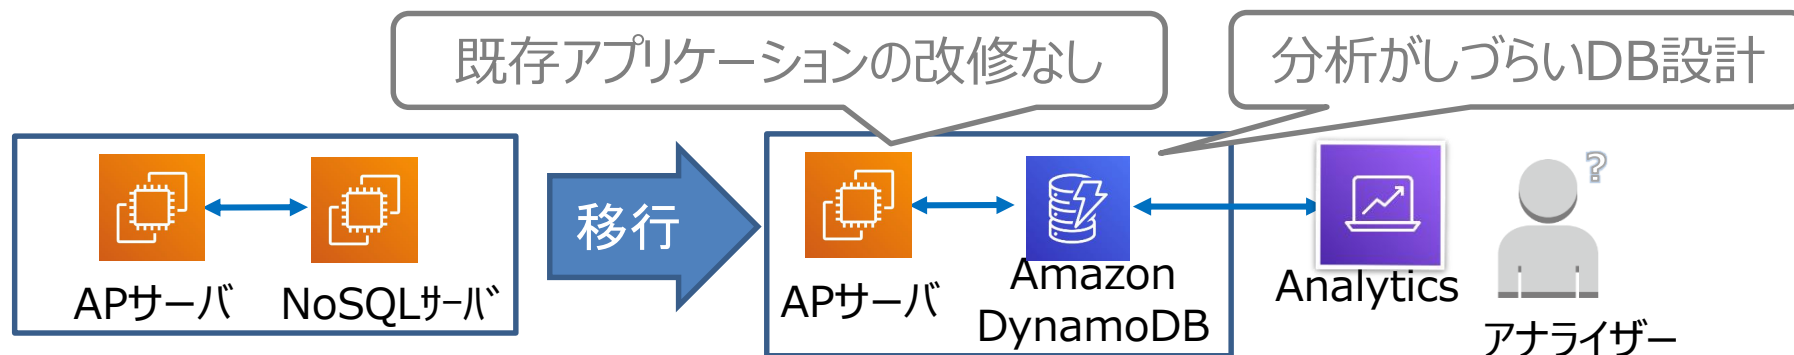 既存アプリケーションの改修なし
分析がしづらいDB設計
APサーバ
NoSQLｻｰﾊﾞ
移行
APサーバ
Amazon
DynamoDB
Analytics
?
アナライザー